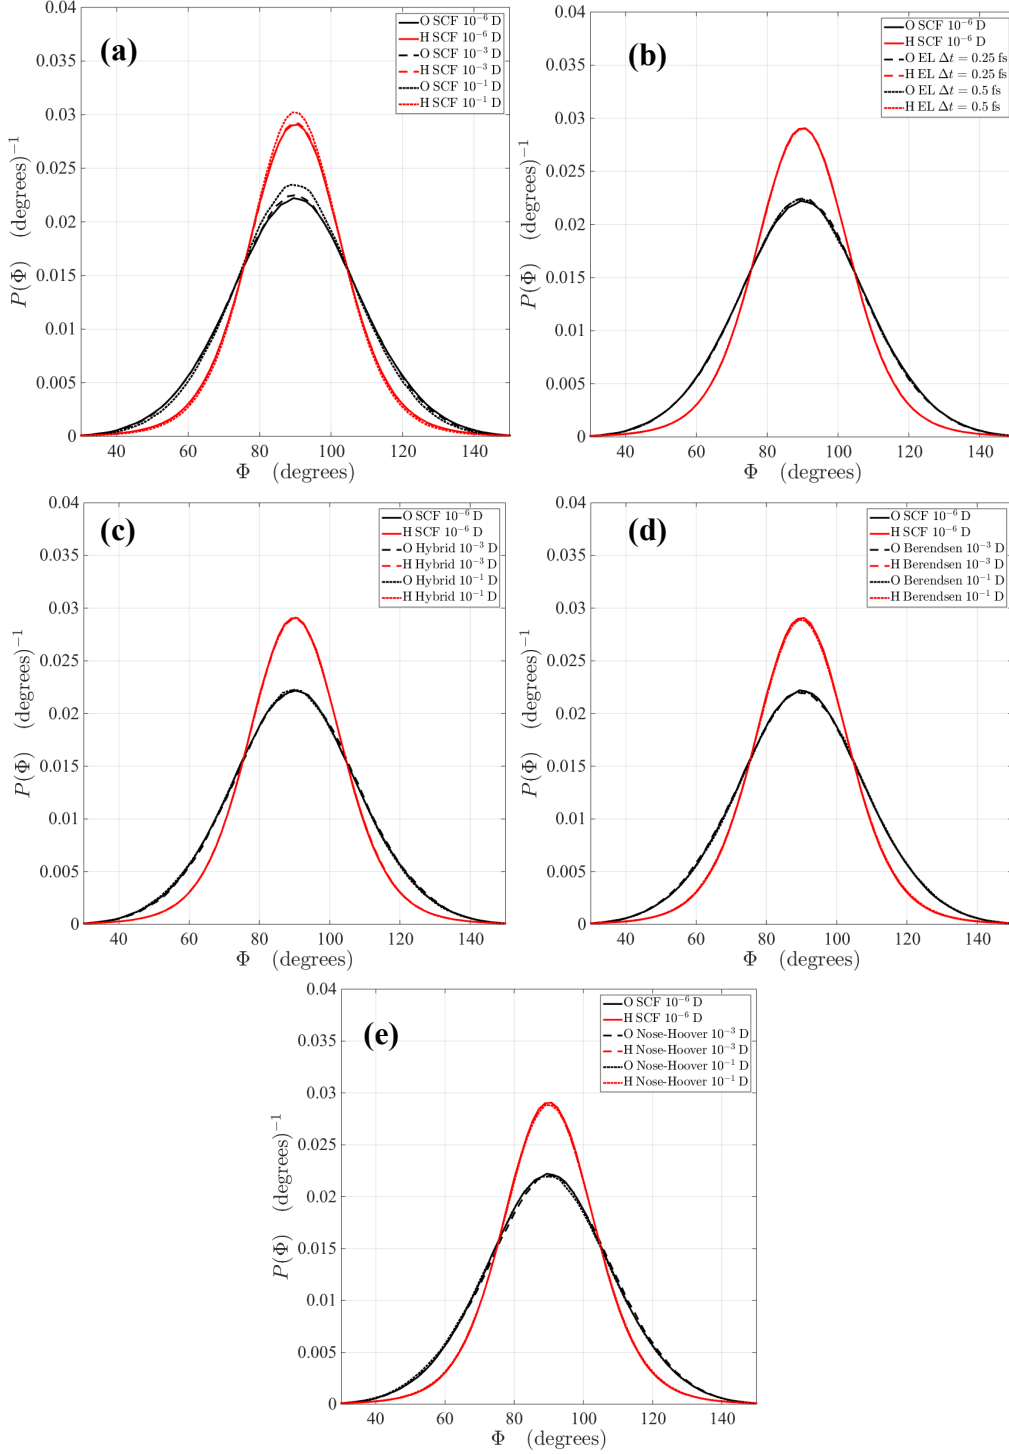 (a)
O SCF 10⁻⁶ D
H SCF 10⁻⁶ D
O SCF 10⁻³ D
H SCF 10⁻³ D
O SCF 10⁻¹ D
H SCF 10⁻¹ D
P(Φ) (degrees)⁻¹
0.04
0.035
0.03
0.025
0.02
0.015
0.01
0.005
0
40 60 80 100 120 140
Φ (degrees)
(b)
O SCF 10⁻⁶ D
H SCF 10⁻⁶ D
O EL Δt = 0.25 fs
H EL Δt = 0.25 fs
O EL Δt = 0.5 fs
H EL Δt = 0.5 fs
P(Φ) (degrees)⁻¹
0.04
0.035
0.03
0.025
0.02
0.015
0.01
0.005
0
40 60 80 100 120 140
Φ (degrees)
(c)
O SCF 10⁻⁶ D
H SCF 10⁻⁶ D
O Hybrid 10⁻³ D
H Hybrid 10⁻³ D
O Hybrid 10⁻¹ D
H Hybrid 10⁻¹ D
P(Φ) (degrees)⁻¹
0.04
0.035
0.03
0.025
0.02
0.015
0.01
0.005
0
40 60 80 100 120 140
Φ (degrees)
(d)
O SCF 10⁻⁶ D
H SCF 10⁻⁶ D
O Berendsen 10⁻³ D
H Berendsen 10⁻³ D
O Berendsen 10⁻¹ D
H Berendsen 10⁻¹ D
P(Φ) (degrees)⁻¹
0.04
0.035
0.03
0.025
0.02
0.015
0.01
0.005
0
40 60 80 100 120 140
Φ (degrees)
(e)
O SCF 10⁻⁶ D
H SCF 10⁻⁶ D
O Nose-Hoover 10⁻³ D
H Nose-Hoover 10⁻³ D
O Nose-Hoover 10⁻¹ D
H Nose-Hoover 10⁻¹ D
P(Φ) (degrees)⁻¹
0.04
0.035
0.03
0.025
0.02
0.015
0.01
0.005
0
40 60 80 100 120 140
Φ (degrees)